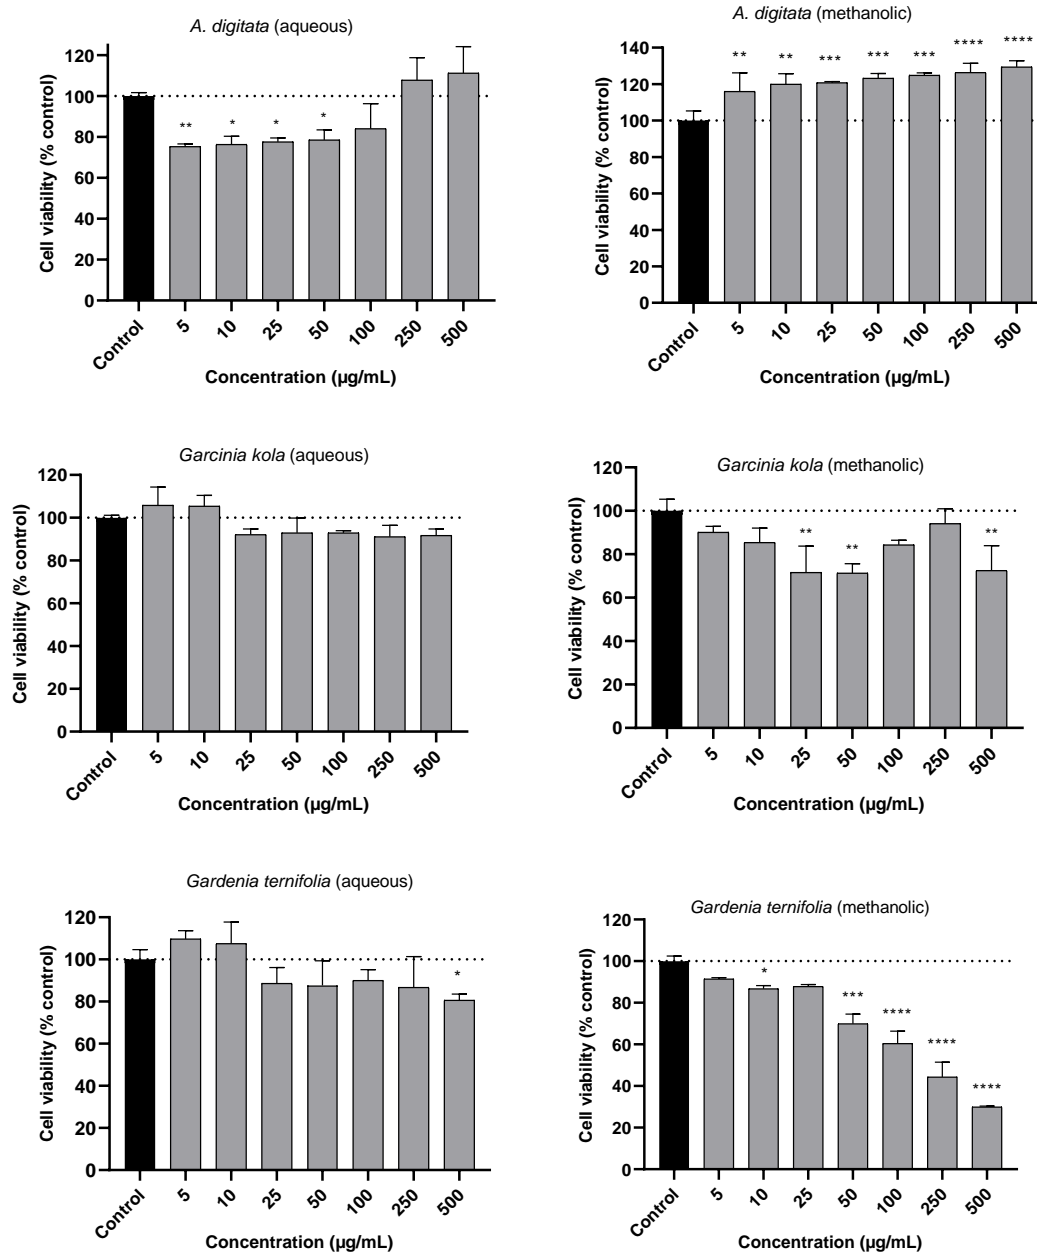 A. digitata (aqueous)
Cell viability (% control)
120
100
80
60
40
20
0
** * * *
Control 5 10 25 50 100 250 500
Concentration (µg/mL)
A. digitata (methanolic)
Cell viability (% control)
140
120
100
80
60
40
20
0
** ** *** *** *** **** ****
Control 5 10 25 50 100 250 500
Concentration (µg/mL)
Garcinia kola (aqueous)
Cell viability (% control)
120
100
80
60
40
20
0
Control 5 10 25 50 100 250 500
Concentration (µg/mL)
Garcinia kola (methanolic)
Cell viability (% control)
120
100
80
60
40
20
0
** ** **
Control 5 10 25 50 100 250 500
Concentration (µg/mL)
Gardenia ternifolia (aqueous)
Cell viability (% control)
120
100
80
60
40
20
0
*
Control 5 10 25 50 100 250 500
Concentration (µg/mL)
Gardenia ternifolia (methanolic)
Cell viability (% control)
120
100
80
60
40
20
0
* *** **** **** ****
Control 5 10 25 50 100 250 500
Concentration (µg/mL)